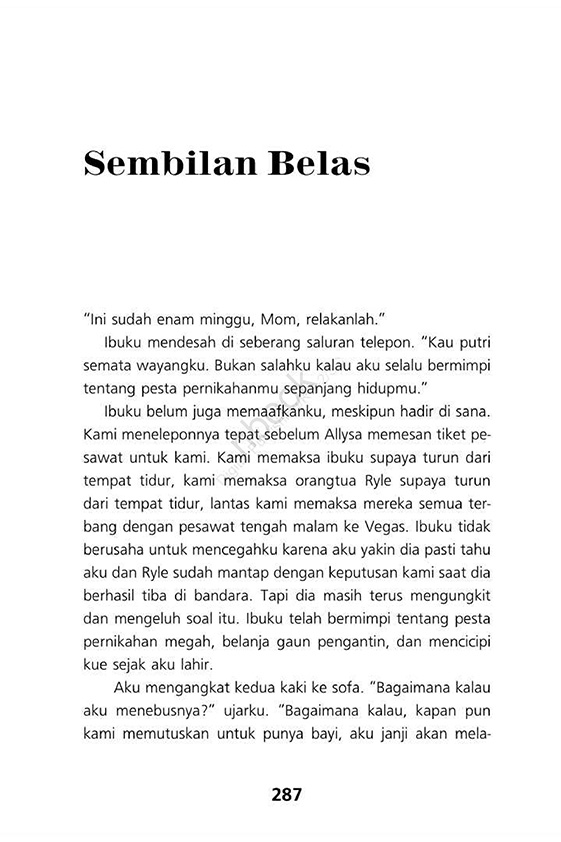 Sembilan Belas
“Ini sudah enam minggu, Mom, relakanlah.”
Ibuku mendesah di seberang saluran telepon. “Kau putri
semata wayangku. Bukan salahku kalau aku selalu bermimpi
tentang pesta pernikahanmu sepanjang hidupmu.”
Ibuku belum juga memaafkanku, meskipun hadir di sana.
Kami meneleponnya tepat sebelum Allysa memesan tiket pe-
sawat untuk kami. Kami memaksa ibuku supaya turun dari
tempat tidur, kami memaksa orangtua Ryle supaya turun
dari tempat tidur, lantas kami memaksa mereka semua ter-
bang dengan pesawat tengah malam ke Vegas. Ibuku tidak
berusaha untuk mencegahku karena aku yakin dia pasti tahu
aku dan Ryle sudah mantap dengan keputusan kami saat dia
berhasil tiba di bandara. Tapi dia masih terus mengungkit
dan mengeluh soal itu. Ibuku telah bermimpi tentang pesta
pernikahan megah, belanja gaun pengantin, dan mencicipi
kue sejak aku lahir.
Aku mengangkat kedua kaki ke sofa. “Bagaimana kalau
aku menebusnya?” ujarku. “Bagaimana kalau, kapan pun
kami memutuskan untuk punya bayi, aku janji akan mela-
287